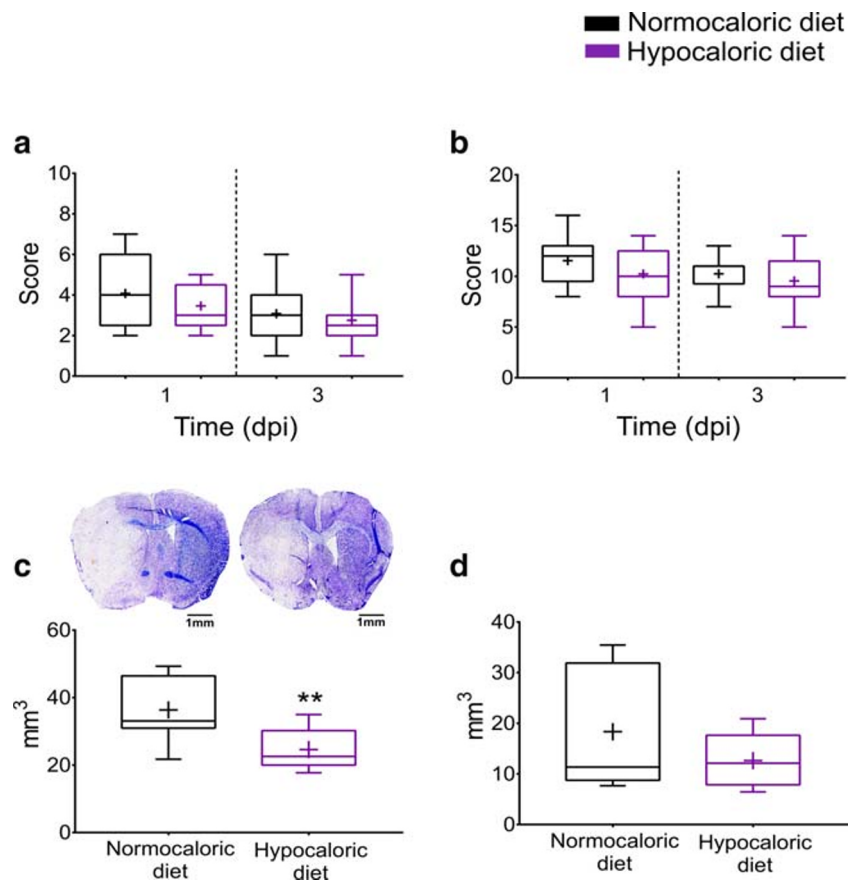 Normocaloric diet
Hypocaloric diet
a
10
8
6
4
2
0
Score
1
3
Time (dpi)
b
20
15
10
5
0
Score
1
3
Time (dpi)
c
1mm
1mm
60
40
20
0
mm³
Normocaloric
diet
**
Hypocaloric
diet
d
40
30
20
10
0
mm³
Normocaloric
diet
Hypocaloric
diet